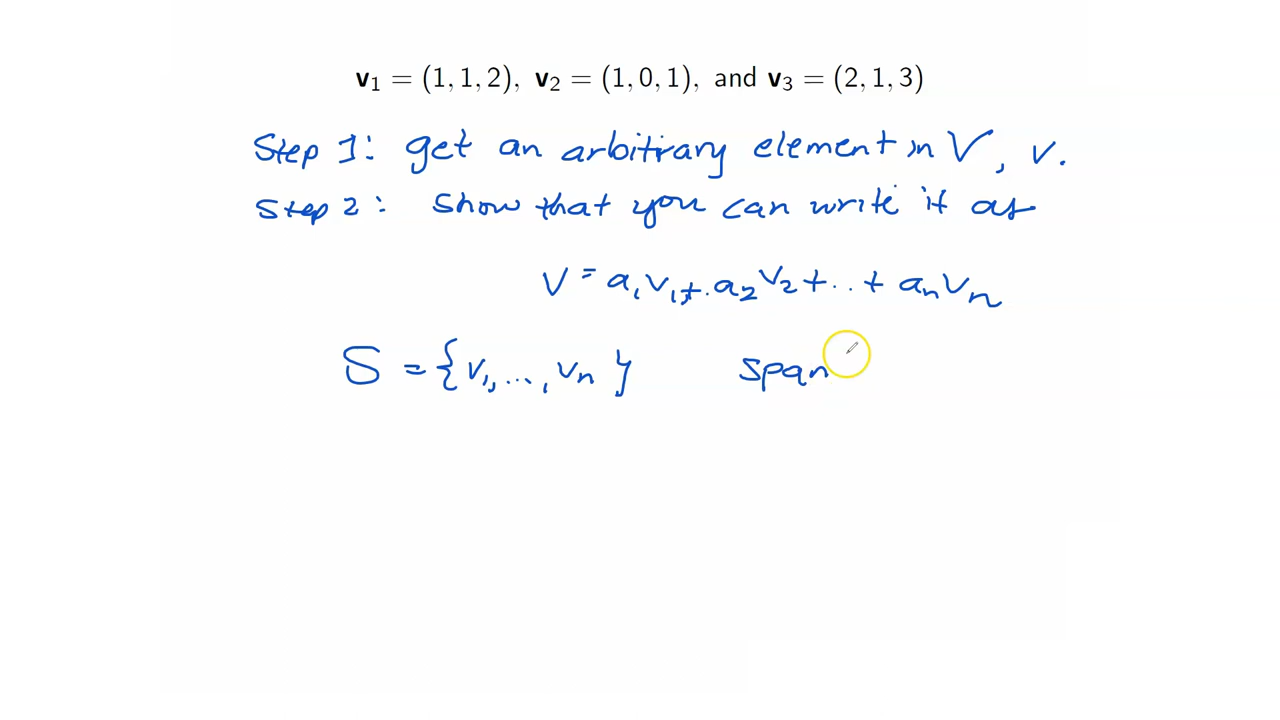 v₁ = (1, 1, 2), v₂ = (1, 0, 1), and v₃ = (2, 1, 3)
Step 1: get an arbitrary element in V, v.
Step 2: show that you can write it as
v = a₁v₁ + a₂v₂ + .. + aₙvₙ
S = {v₁, ..., vₙ} span